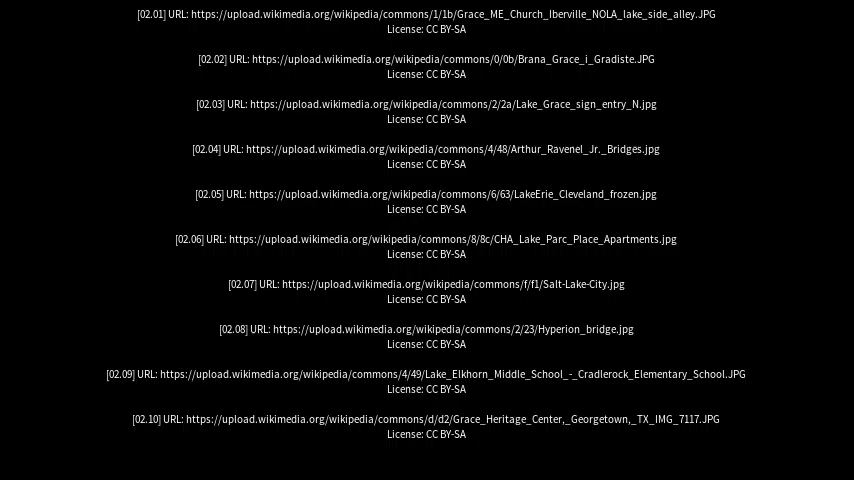 [02.01] URL: https://upload.wikimedia.org/wikipedia/commons/1/1b/Grace_ME_Church_Iberville_NOLA_lake_side_alley.JPG
License: CC BY-SA
[02.02] URL: https://upload.wikimedia.org/wikipedia/commons/0/0b/Brana_Grace_i_Gradiste.JPG
License: CC BY-SA
[02.03] URL: https://upload.wikimedia.org/wikipedia/commons/2/2a/Lake_Grace_sign_entry_N.jpg
License: CC BY-SA
[02.04] URL: https://upload.wikimedia.org/wikipedia/commons/4/48/Arthur_Ravenel_Jr._Bridges.jpg
License: CC BY-SA
[02.05] URL: https://upload.wikimedia.org/wikipedia/commons/6/63/LakeErie_Cleveland_frozen.jpg
License: CC BY-SA
[02.06] URL: https://upload.wikimedia.org/wikipedia/commons/8/8c/CHA_Lake_Parc_Place_Apartments.jpg
License: CC BY-SA
[02.07] URL: https://upload.wikimedia.org/wikipedia/commons/f/f1/Salt-Lake-City.jpg
License: CC BY-SA
[02.08] URL: https://upload.wikimedia.org/wikipedia/commons/2/23/Hyperion_bridge.jpg
License: CC BY-SA
[02.09] URL: https://upload.wikimedia.org/wikipedia/commons/4/49/Lake_Elkhorn_Middle_School_-_Cradlerock_Elementary_School.JPG
License: CC BY-SA
[02.10] URL: https://upload.wikimedia.org/wikipedia/commons/d/d2/Grace_Heritage_Center,_Georgetown,_TX_IMG_7117.JPG
License: CC BY-SA